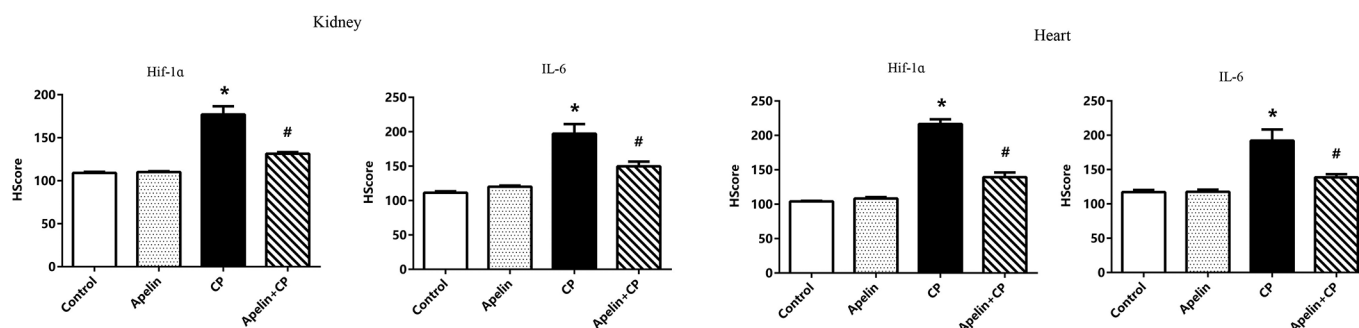 Kidney
Heart
Hif-1α
HScore
200
150
100
50
0
*
#
Control
Apelin
CP
Apelin+CP
IL-6
HScore
250
200
150
100
50
0
*
#
Control
Apelin
CP
Apelin+CP
Hif-1α
HScore
250
200
150
100
50
0
*
#
Control
Apelin
CP
Apelin+CP
IL-6
HScore
250
200
150
100
50
0
*
#
Control
Apelin
CP
Apelin+CP